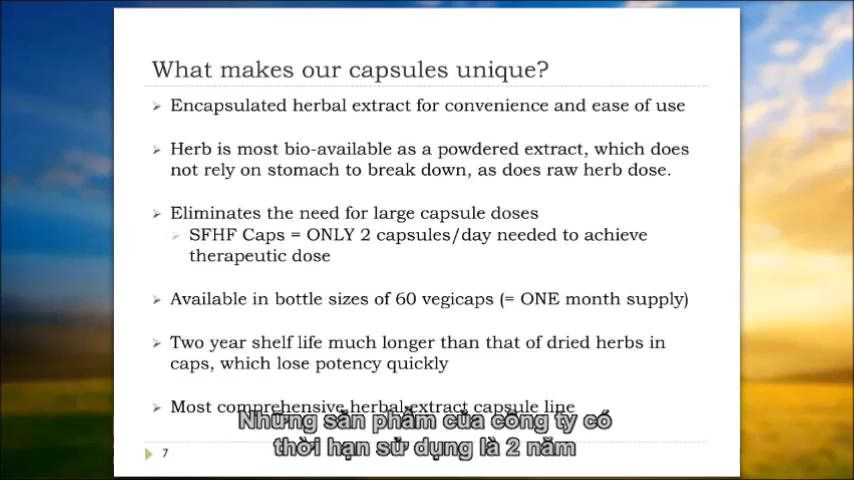 What makes our capsules unique?
Encapsulated herbal extract for convenience and ease of use
Herb is most bio-available as a powdered extract, which does
not rely on stomach to break down, as does raw herb dose.
Eliminates the need for large capsule doses
SFHF Caps = ONLY 2 capsules/day needed to achieve
therapeutic dose
Available in bottle sizes of 60 vegicaps (= ONE month supply)
Two year shelf life much longer than that of dried herbs in
caps, which lose potency quickly
Most comprehensive herbal extract capsule line
Những sản phẩm của công ty có
thời hạn sử dụng là 2 năm
7